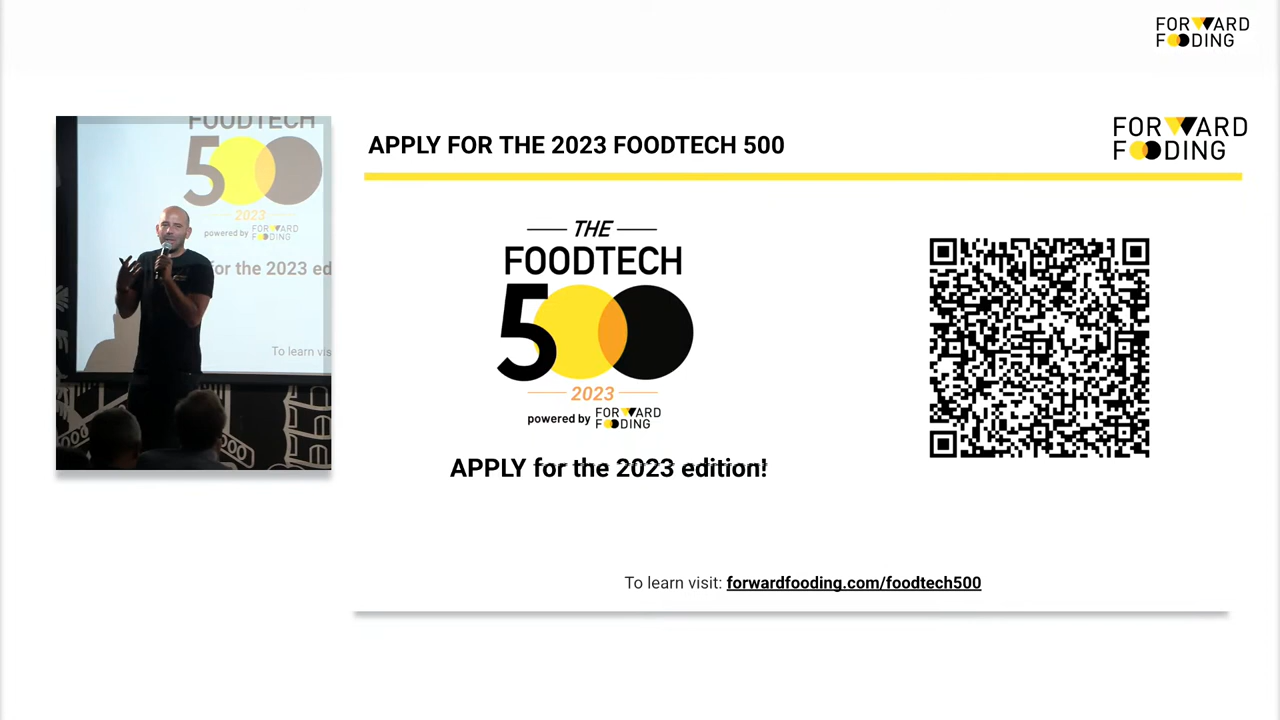 FORWARD
FOODING
FOODTECH
500
2023
powered by FORWARD
FOODING
for the 2023 ed
To learn vis
APPLY FOR THE 2023 FOODTECH 500
FORWARD
FOODING
THE
FOODTECH
500
2023
powered by FORWARD
FOODING
APPLY for the 2023 edition!
To learn visit: forwardfooding.com/foodtech500